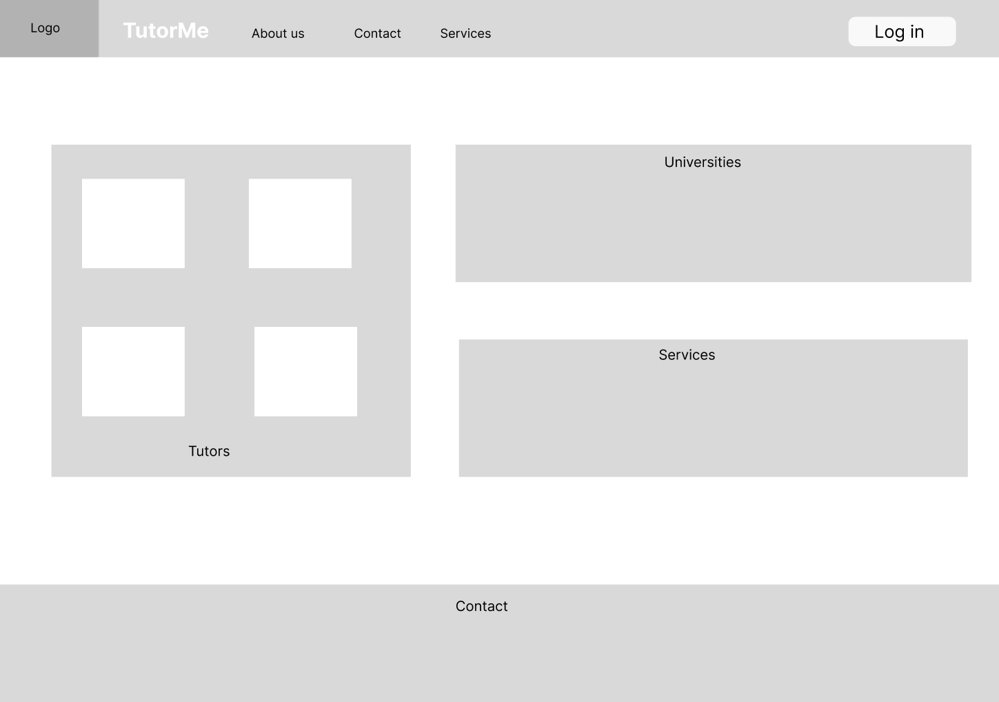 Logo
TutorMe
About us
Contact
Services
Log in
Universities
Services
Tutors
Contact